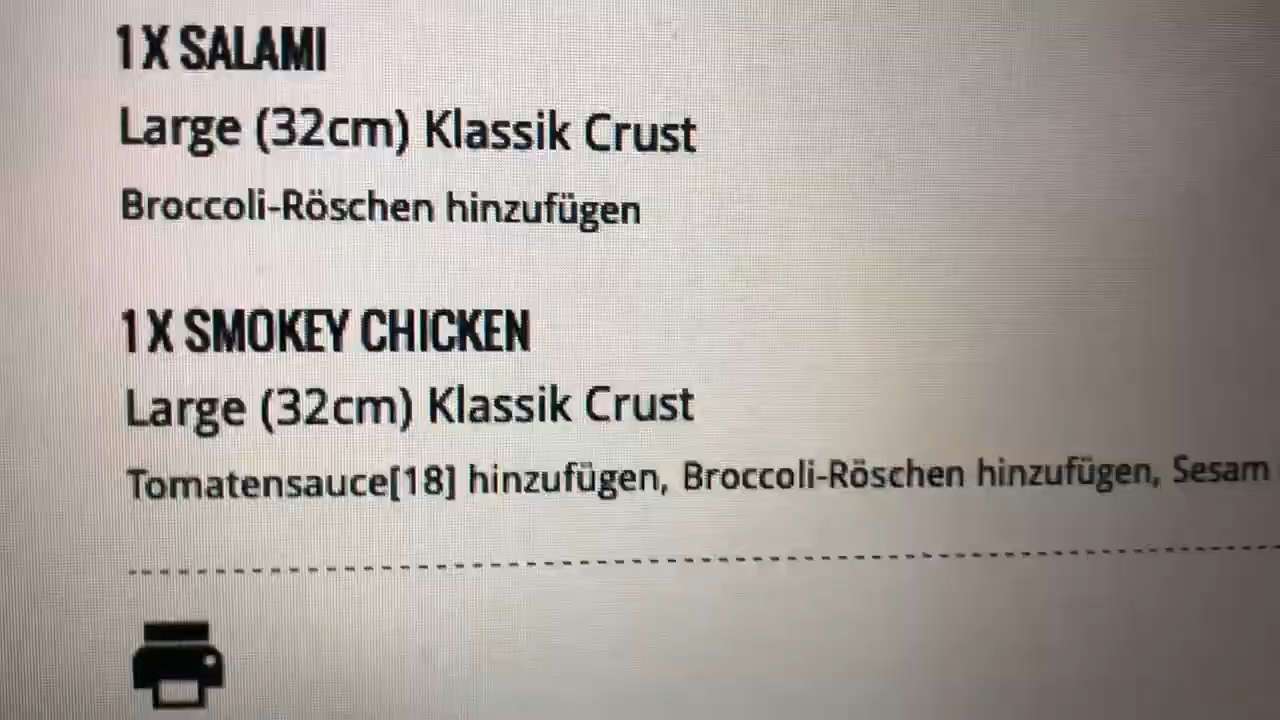 1 X SALAMI
Large (32cm) Klassik Crust
Broccoli-Röschen hinzufügen
1 X SMOKEY CHICKEN
Large (32cm) Klassik Crust
Tomatensauce[18] hinzufügen, Broccoli-Röschen hinzufügen, Sesam